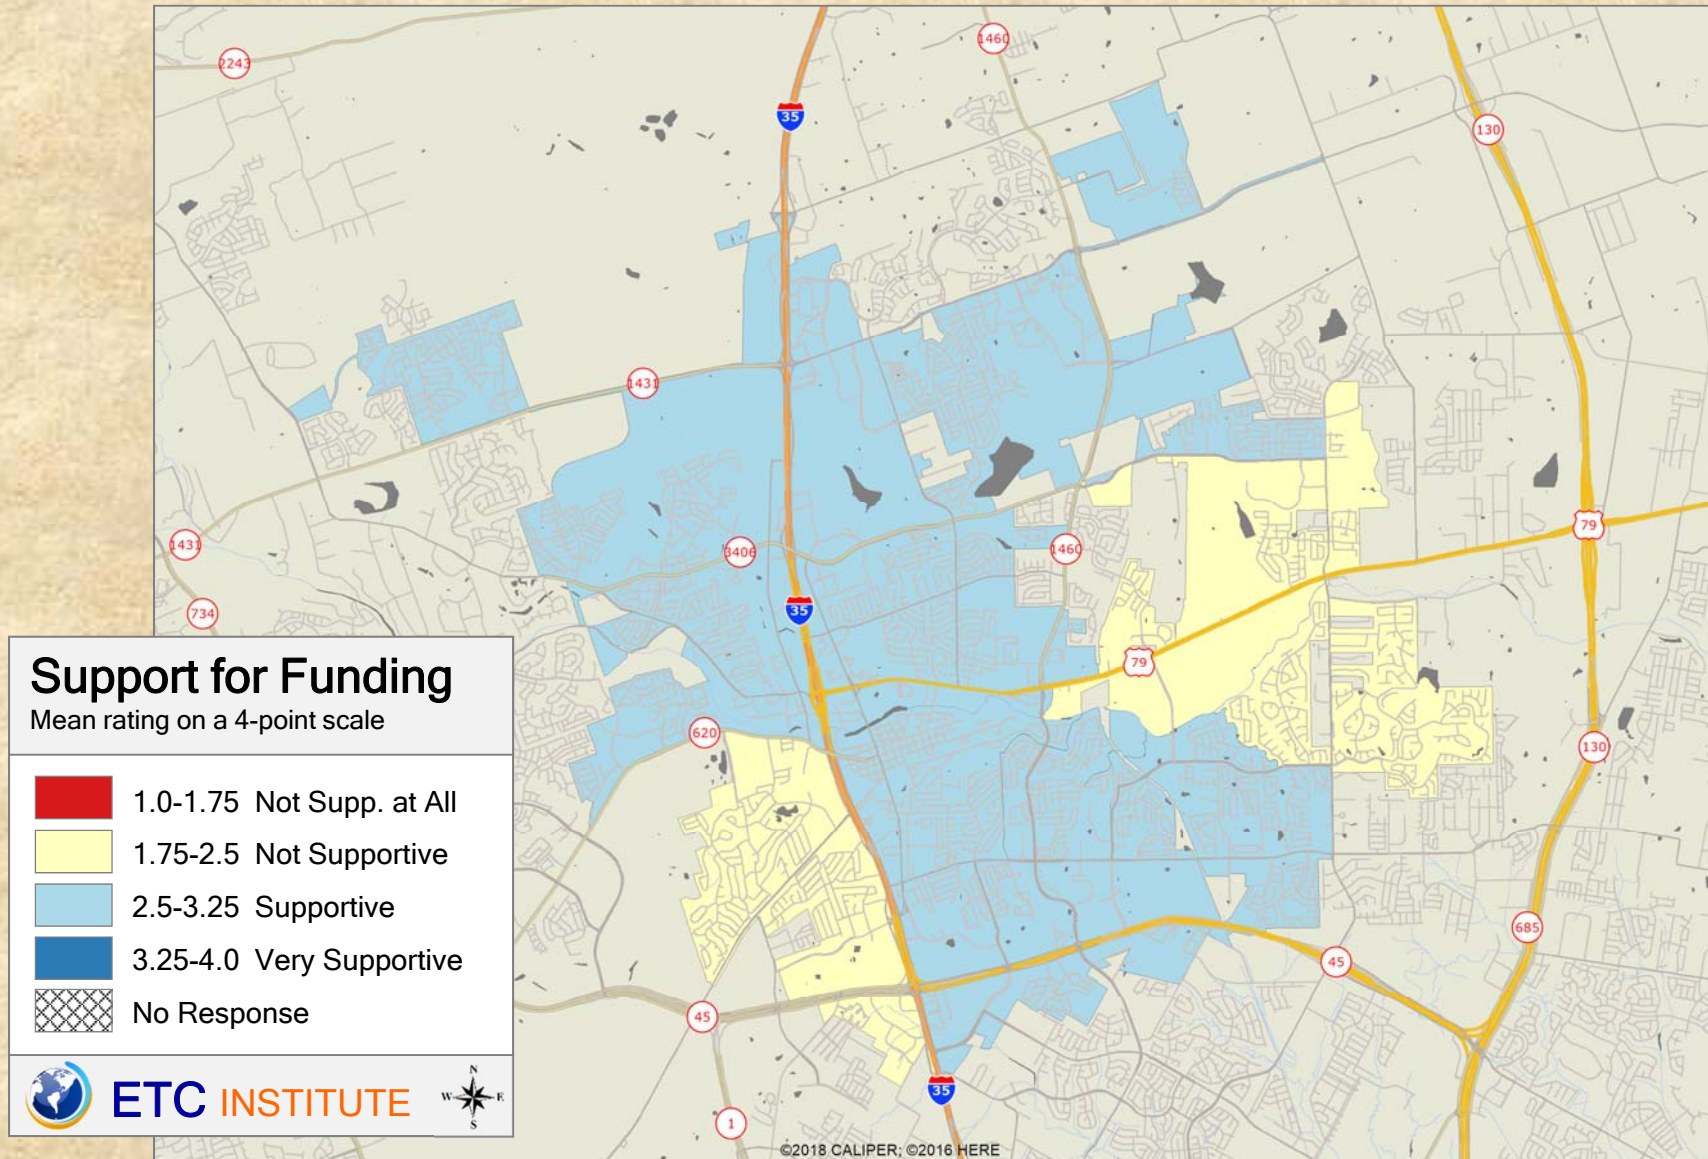 2243
1460
35
130
1431
79
1431
3406
1460
35
734
79
620
130
685
45
45
35
1
Support for Funding
Mean rating on a 4-point scale
1.0-1.75 Not Supp. at All
1.75-2.5 Not Supportive
2.5-3.25 Supportive
3.25-4.0 Very Supportive
No Response
ETC INSTITUTE
N
W E
S
©2018 CALIPER; ©2016 HERE